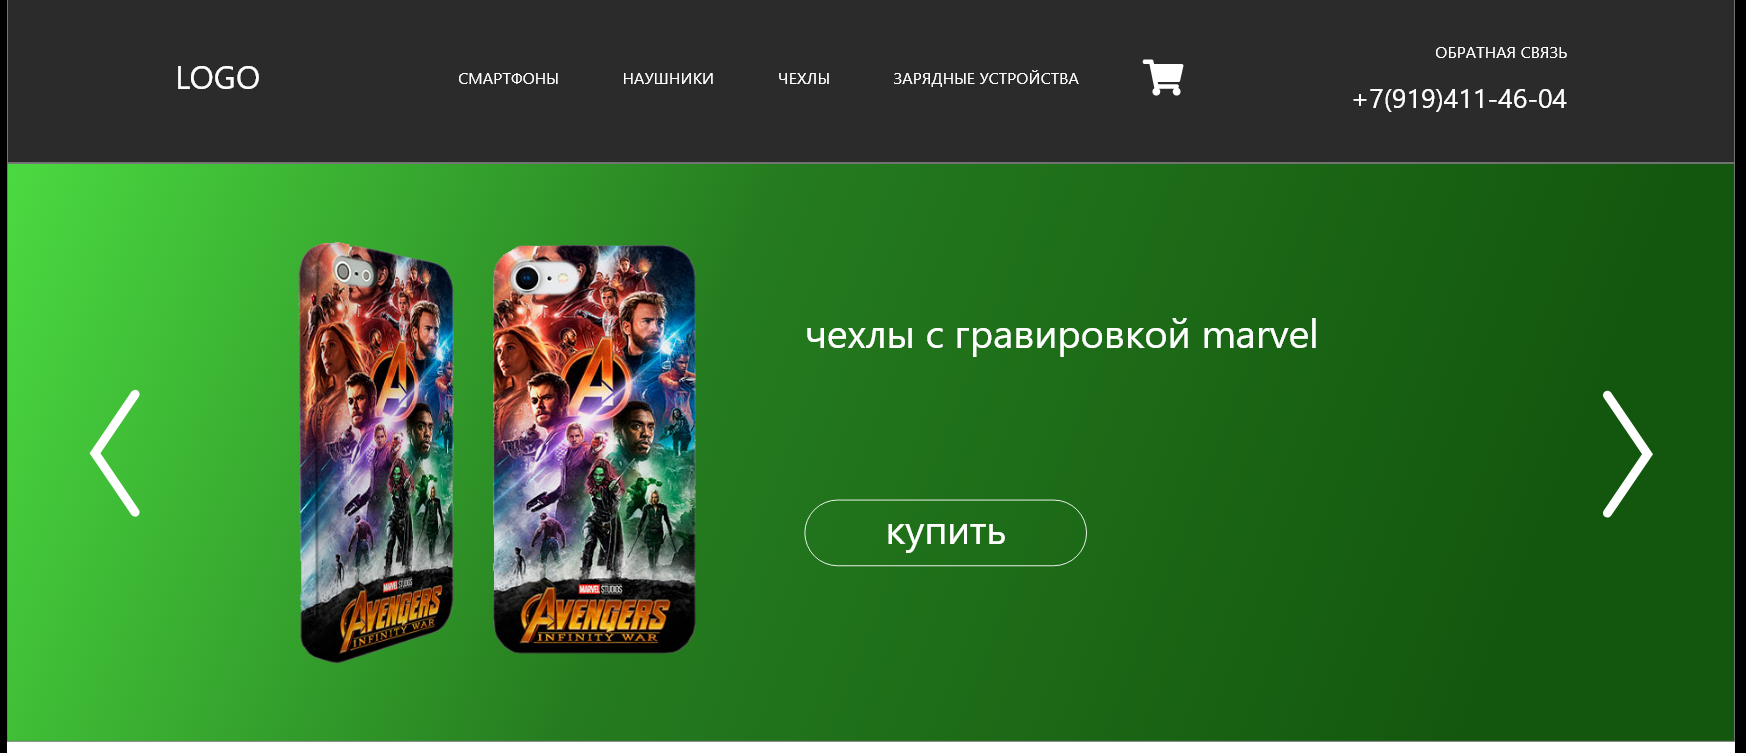 LOGO
СМАРТФОНЫ
НАУШНИКИ
ЧЕХЛЫ
ЗАРЯДНЫЕ УСТРОЙСТВА
ОБРАТНАЯ СВЯЗЬ
+7(919)411-46-04
чехлы с гравировкой marvel
купить
MARVEL STUDIOS
AVENGERS
INFINITY WAR
MARVEL STUDIOS
AVENGERS
INFINITY WAR